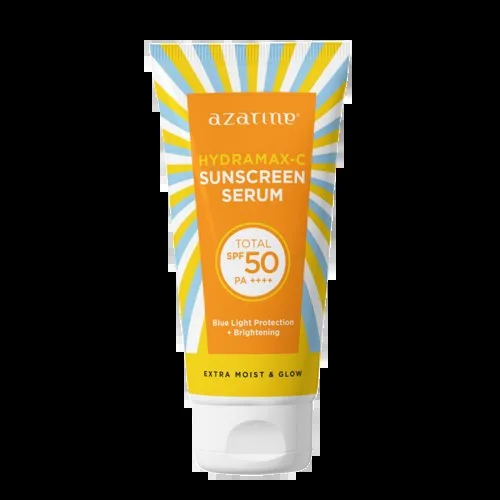 azarine®
HYDRAMAX-C
SUNSCREEN
SERUM
TOTAL
SPF 50
PA ++++
Blue Light Protection
+ Brightening
EXTRA MOIST & GLOW